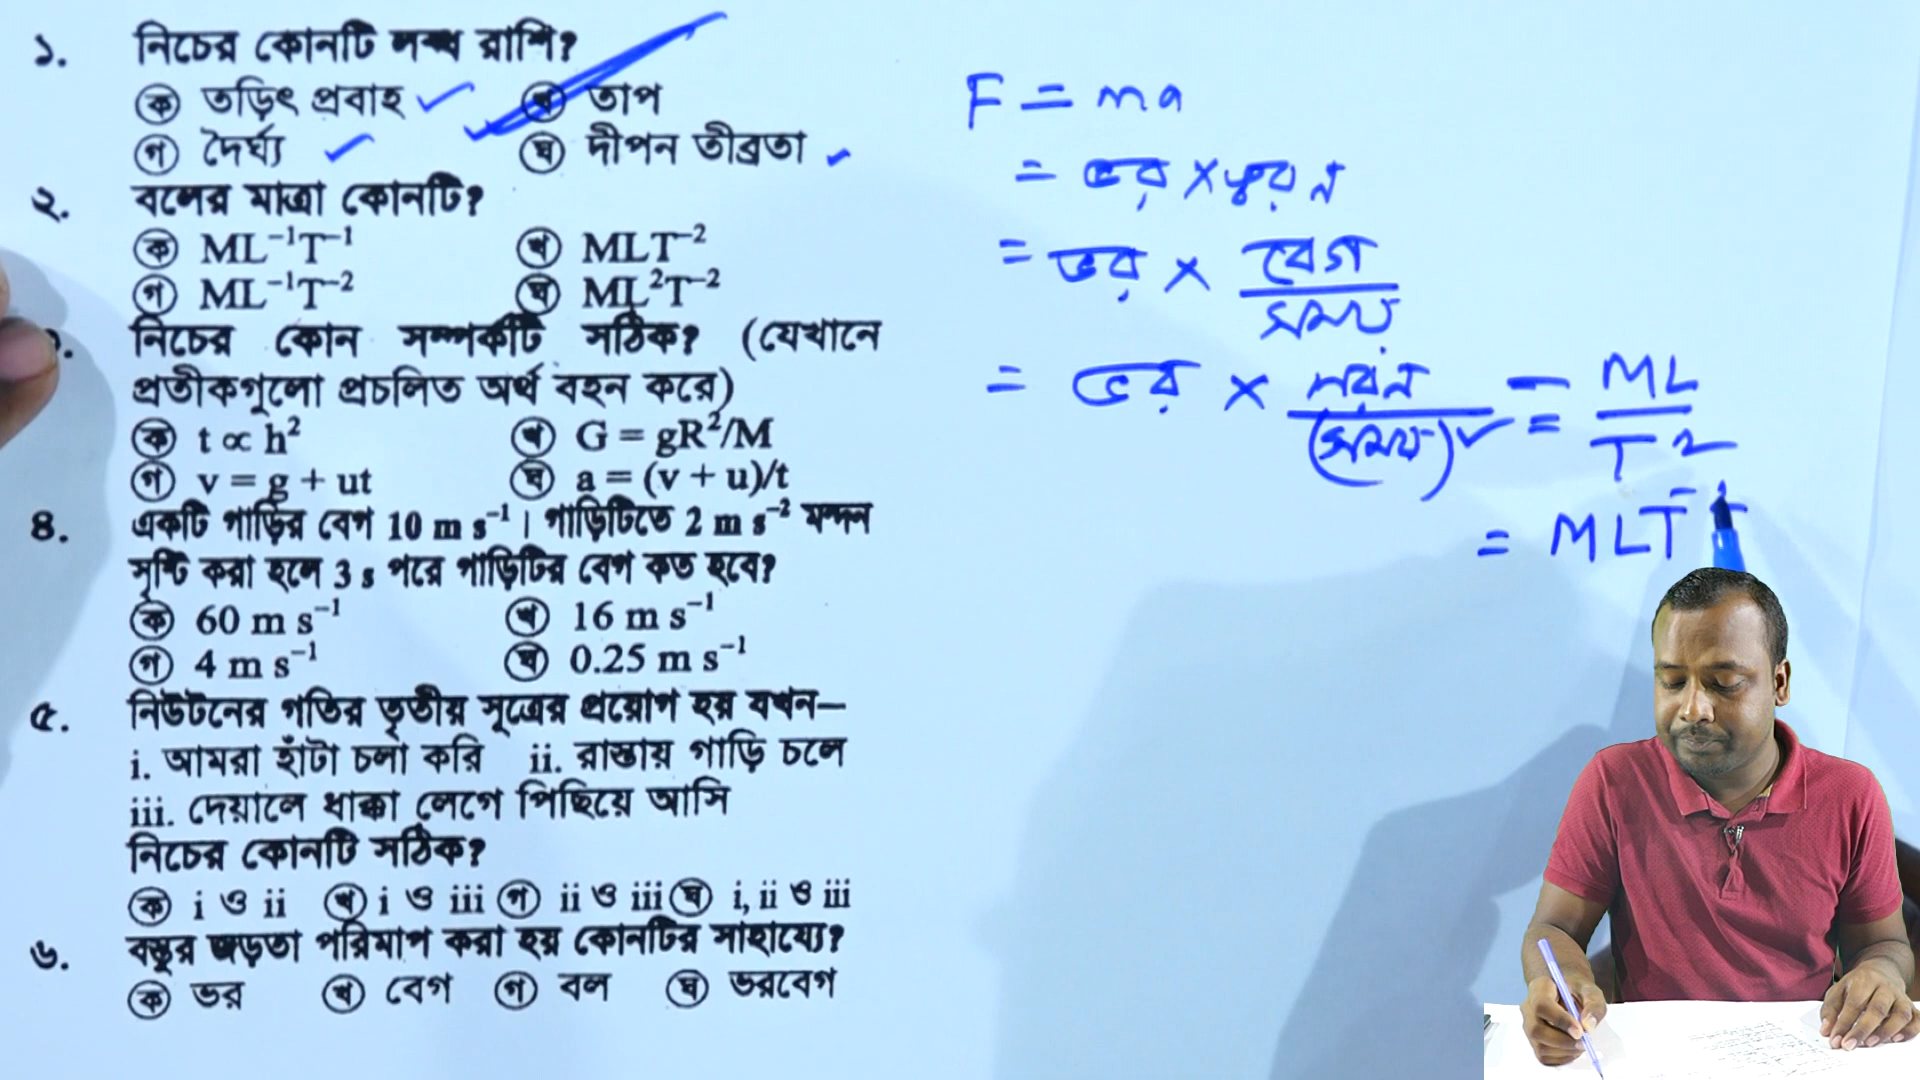 ১. নিচের কোনটি লব্ধ রাশি?
ক তড়িৎ প্রবাহ ✓ খ তাপ
গ দৈর্ঘ্য ✓ ঘ দীপন তীব্রতা
২. বলের মাত্রা কোনটি?
ক ML⁻¹T⁻¹ খ MLT⁻²
গ ML⁻¹T⁻² ঘ ML²T⁻²
নিচের কোন সম্পর্কটি সঠিক? (যেখানে
প্রতীকগুলো প্রচলিত অর্থ বহন করে)
ক t ∝ h² খ G = gR²/M
গ v = g + ut ঘ a = (v + u)/t
৪. একটি গাড়ির বেগ 10 m s⁻¹। গাড়িটিতে 2 m s⁻² মন্দন
সৃষ্টি করা হলে 3 s পরে গাড়িটির বেগ কত হবে?
ক 60 m s⁻¹ খ 16 m s⁻¹
গ 4 m s⁻¹ ঘ 0.25 m s⁻¹
৫. নিউটনের গতির তৃতীয় সূত্রের প্রয়োগ হয় যখন—
i. আমরা হাঁটা চলা করি ii. রাস্তায় গাড়ি চলে
iii. দেয়ালে ধাক্কা লেগে পিছিয়ে আসি
নিচের কোনটি সঠিক?
ক i ও ii খ i ও iii গ ii ও iii ঘ i, ii ও iii
৬. বস্তুর জড়তা পরিমাপ করা হয় কোনটির সাহায্যে?
ক ভর খ বেগ গ বল ঘ ভরবেগ
F = ma
= ভর × ত্বরন
= ভর × বেগ / সময়
= ভর × সরন / (সময়)² = ML / T²
= MLT⁻